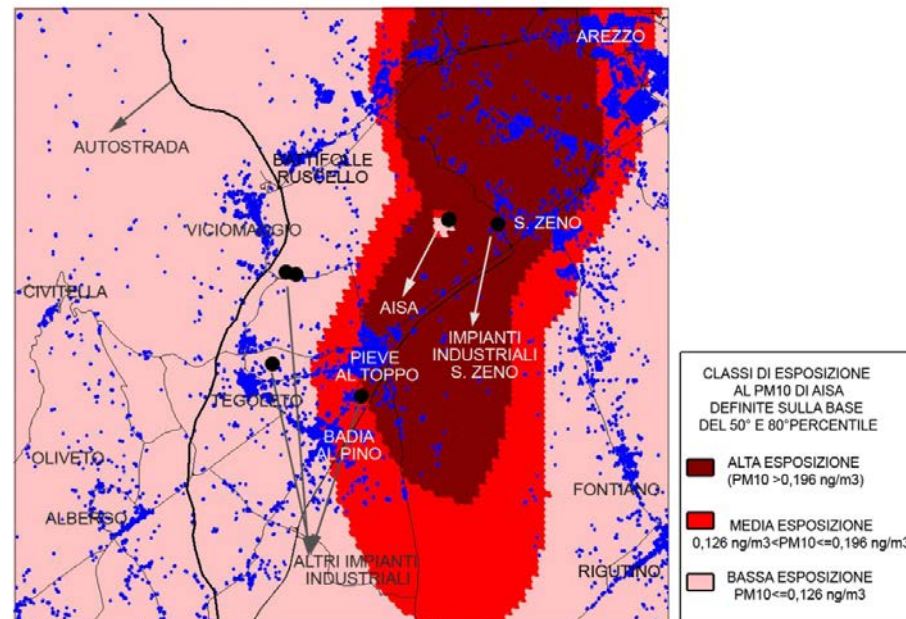 AREZZO
AUTOSTRADA
BATTIFOLLE
RUSCELLO
VICIOMAGGIO
S. ZENO
CIVITELLA
AISA
IMPIANTI
INDUSTRIALI
S. ZENO
PIEVE
AL TOPPO
TEGOLETO
BADIA
AL PINO
OLIVETO
FONTIANO
ALBERGO
ALTRI IMPIANTI
INDUSTRIALI
RIGUTINO
CLASSI DI ESPOSIZIONE
AL PM10 DI AISA
DEFINITE SULLA BASE
DEL 50° E 80°PERCENTILE
ALTA ESPOSIZIONE
(PM10 >0,196 ng/m3)
MEDIA ESPOSIZIONE
0,126 ng/m3<PM10<=0,196 ng/m3
BASSA ESPOSIZIONE
PM10<=0,126 ng/m3